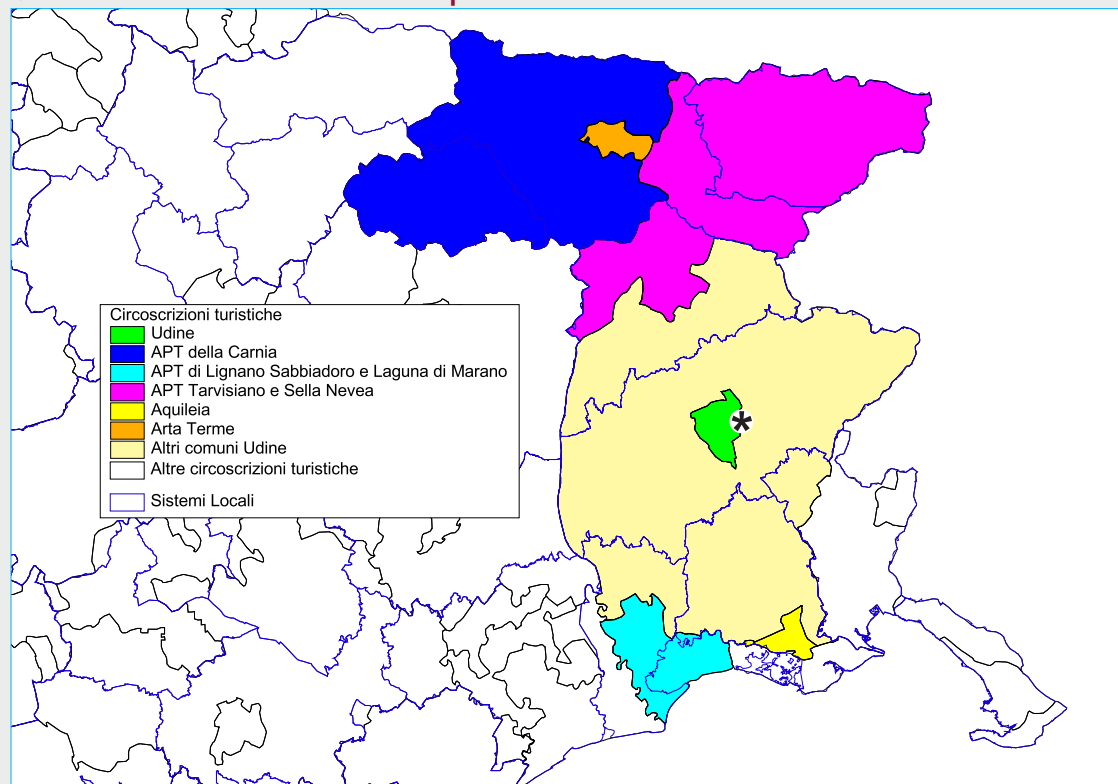 Circoscrizioni turistiche
Udine
APT della Carnia
APT di Lignano Sabbiadoro e Laguna di Marano
APT Tarvisiano e Sella Nevea
Aquileia
Arta Terme
Altri comuni Udine
Altre circoscrizioni turistiche
Sistemi Locali
*